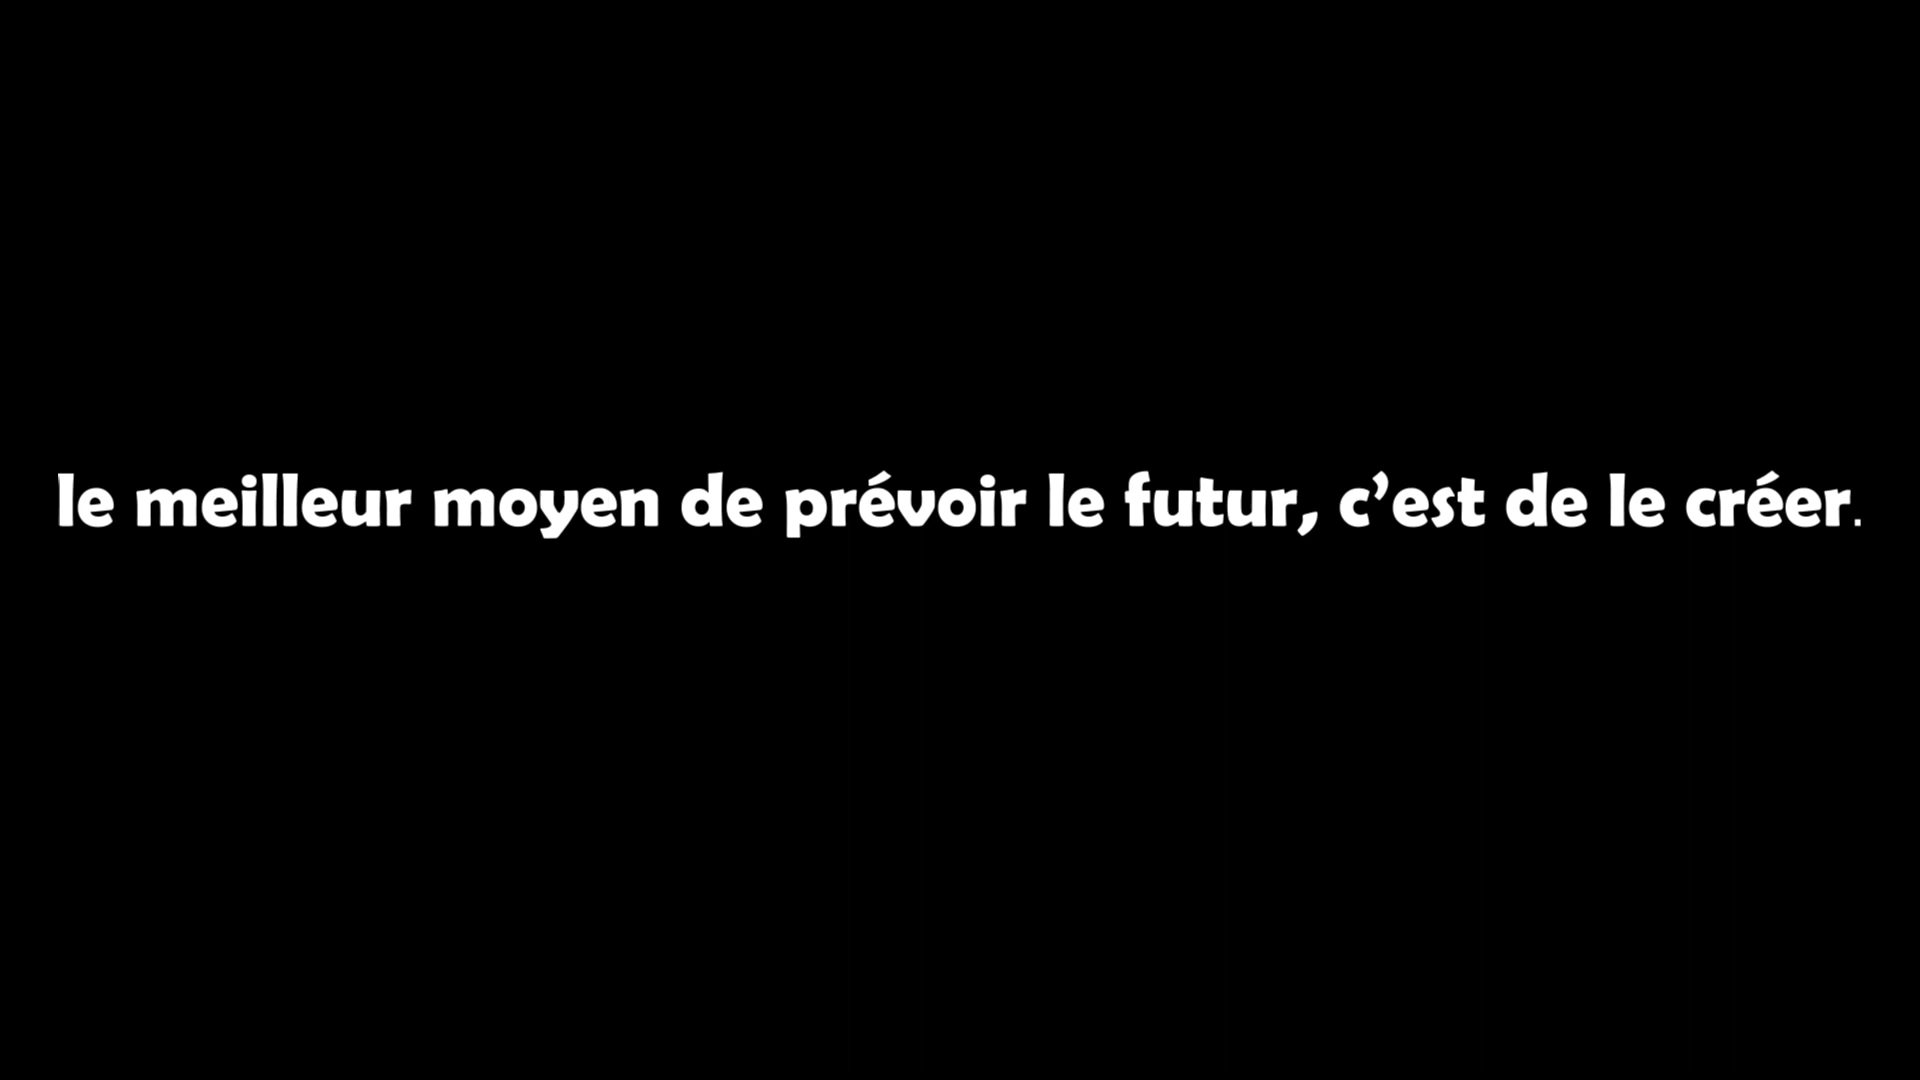 le meilleur moyen de prévoir le futur, c’est de le créer.